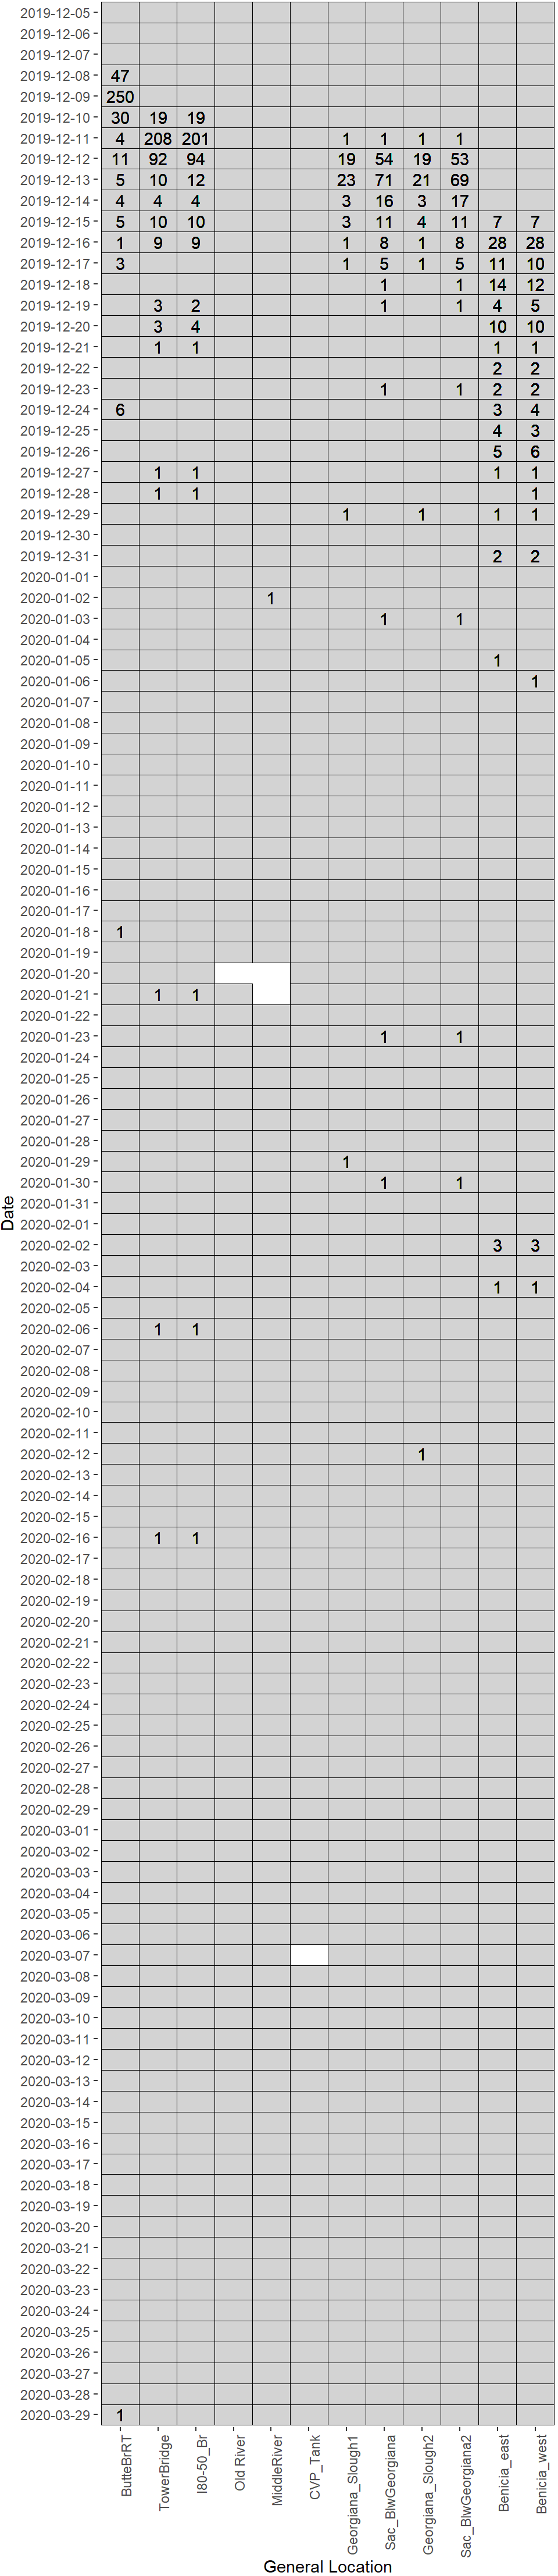 2019-12-05
2019-12-06
2019-12-07
2019-12-08 47
2019-12-09 250
2019-12-10 30 19 19
2019-12-11 4 208 201 1 1 1 1
2019-12-12 11 92 94 19 54 19 53
2019-12-13 5 10 12 23 71 21 69
2019-12-14 4 4 4 3 16 3 17
2019-12-15 5 10 10 3 11 4 11 7 7
2019-12-16 1 9 9 1 8 1 8 28 28
2019-12-17 3 1 5 1 5 11 10
2019-12-18 1 1 14 12
2019-12-19 3 2 1 1 4 5
2019-12-20 3 4 10 10
2019-12-21 1 1 1 1
2019-12-22 2 2
2019-12-23 1 1 2 2
2019-12-24 6 3 4
2019-12-25 4 3
2019-12-26 5 6
2019-12-27 1 1 1 1
2019-12-28 1 1 1
2019-12-29 1 1 1 1
2019-12-30
2019-12-31 2 2
2020-01-01
2020-01-02 1
2020-01-03 1 1
2020-01-04
2020-01-05 1
2020-01-06 1
2020-01-07
2020-01-08
2020-01-09
2020-01-10
2020-01-11
2020-01-12
2020-01-13
2020-01-14
2020-01-15
2020-01-16
2020-01-17
2020-01-18 1
2020-01-19
2020-01-20
2020-01-21 1 1
2020-01-22
2020-01-23 1 1
2020-01-24
2020-01-25
2020-01-26
2020-01-27
2020-01-28
2020-01-29 1
2020-01-30 1 1
2020-01-31
Date
2020-02-01
2020-02-02 3 3
2020-02-03
2020-02-04 1 1
2020-02-05
2020-02-06 1 1
2020-02-07
2020-02-08
2020-02-09
2020-02-10
2020-02-11
2020-02-12 1
2020-02-13
2020-02-14
2020-02-15
2020-02-16 1 1
2020-02-17
2020-02-18
2020-02-19
2020-02-20
2020-02-21
2020-02-22
2020-02-23
2020-02-24
2020-02-25
2020-02-26
2020-02-27
2020-02-28
2020-02-29
2020-03-01
2020-03-02
2020-03-03
2020-03-04
2020-03-05
2020-03-06
2020-03-07
2020-03-08
2020-03-09
2020-03-10
2020-03-11
2020-03-12
2020-03-13
2020-03-14
2020-03-15
2020-03-16
2020-03-17
2020-03-18
2020-03-19
2020-03-20
2020-03-21
2020-03-22
2020-03-23
2020-03-24
2020-03-25
2020-03-26
2020-03-27
2020-03-28
2020-03-29 1
ButteBrRT
TowerBridge
I80-50_Br
Old River
MiddleRiver
CVP_Tank
Georgiana_Slough1
Sac_BlwGeorgiana
Georgiana_Slough2
Sac_BlwGeorgiana2
Benicia_east
Benicia_west
General Location